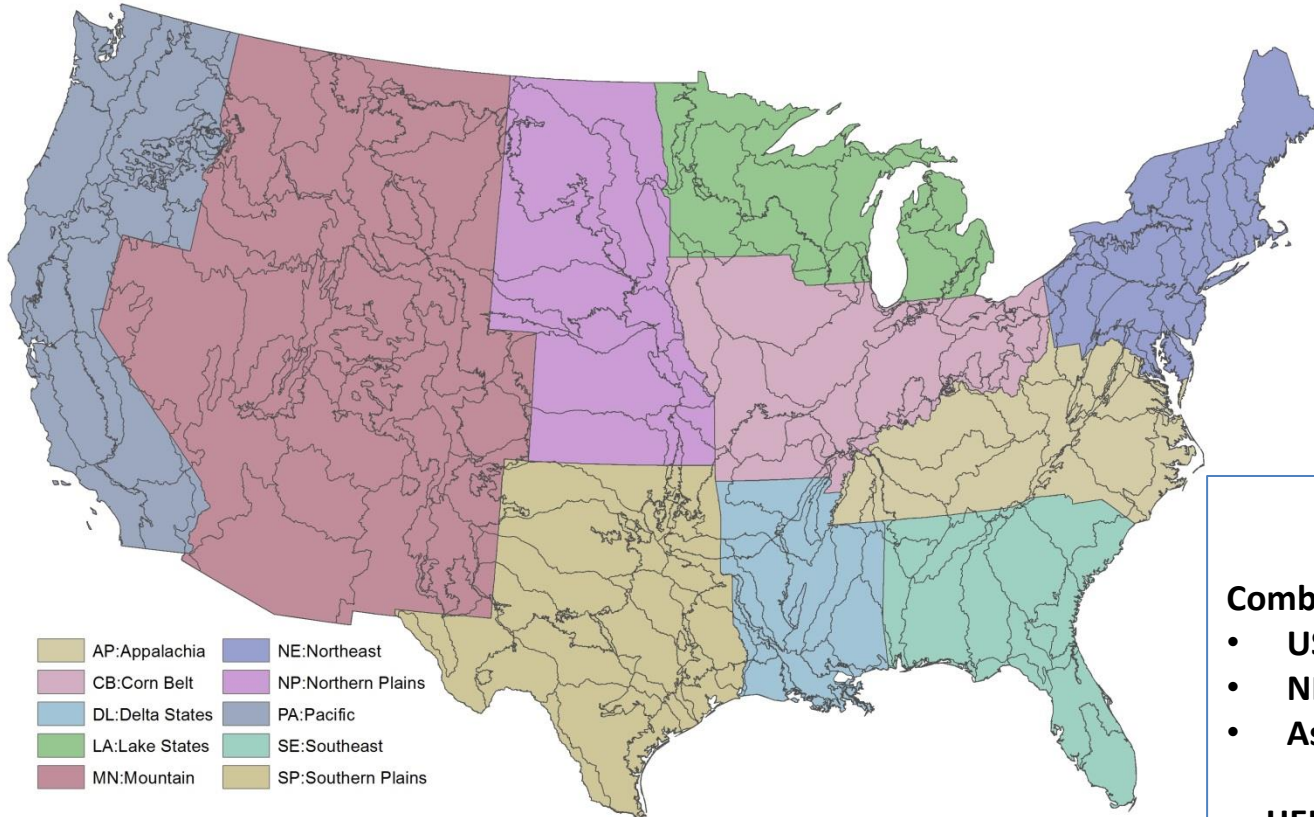 AP:Appalachia
CB:Corn Belt
DL:Delta States
LA:Lake States
MN:Mountain
NE:Northeast
NP:Northern Plains
PA:Pacific
SE:Southeast
SP:Southern Plains